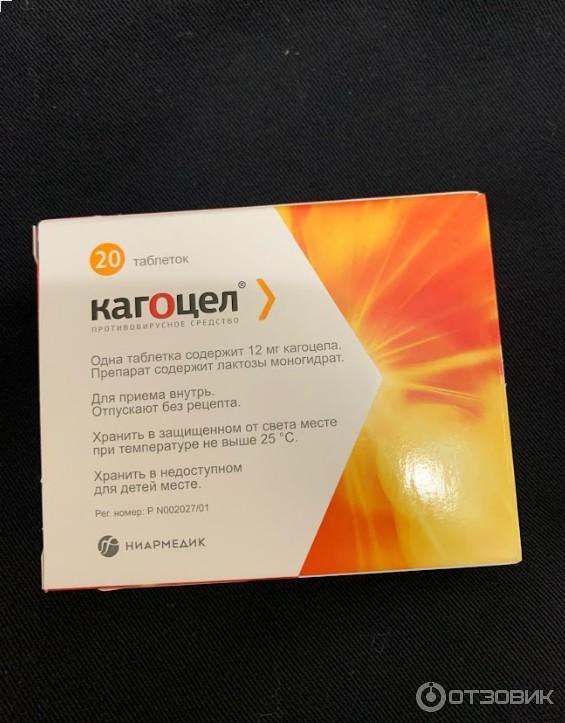 20 таблеток
кагоцел®
ПРОТИВОВИРУСНОЕ СРЕДСТВО
Одна таблетка содержит 12 мг кагоцела.
Препарат содержит лактозы моногидрат.
Для приема внутрь.
Отпускают без рецепта.
Хранить в защищенном от света месте
при температуре не выше 25 °C.
Хранить в недоступном
для детей месте.
Рег. номер: Р N002027/01
НИАРМЕДИК
ОТЗОВИК